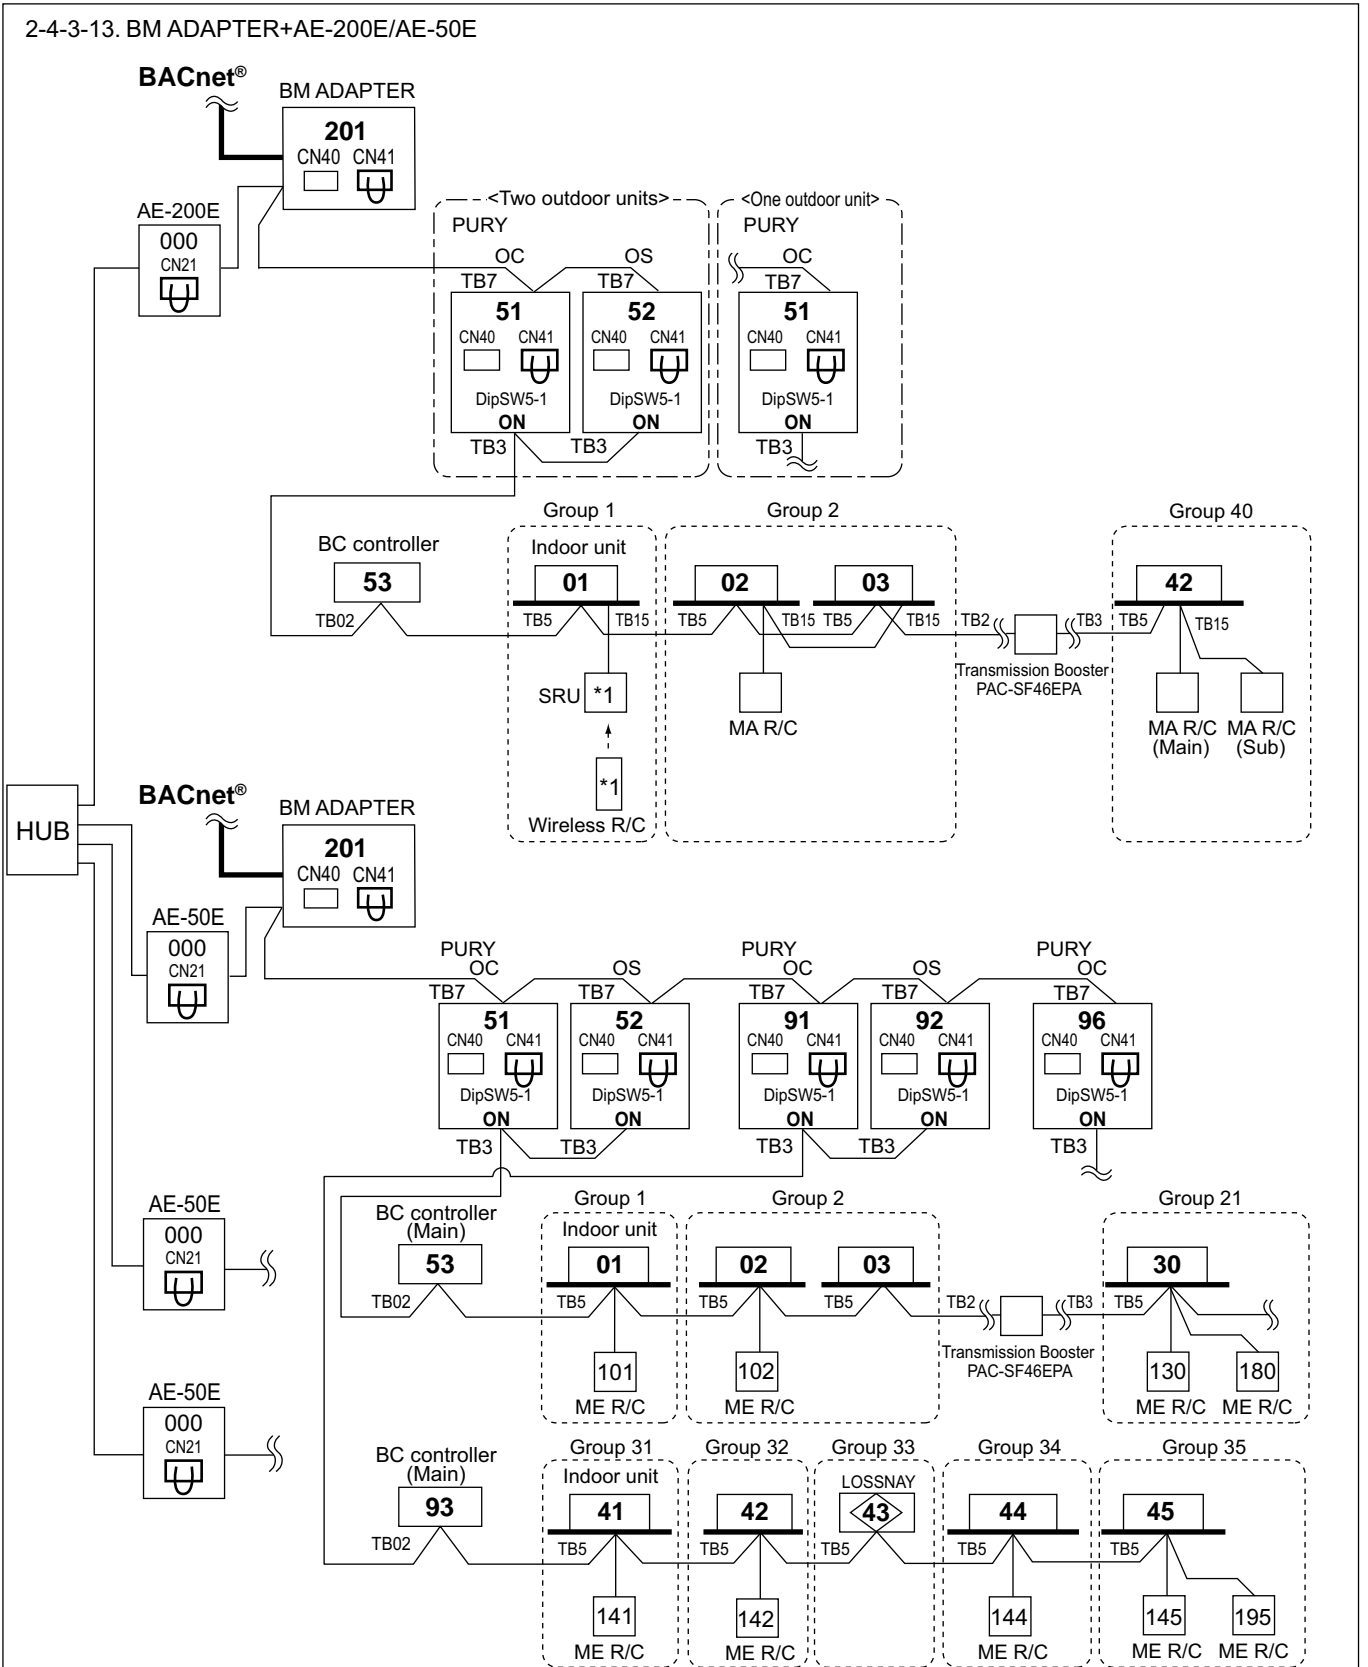 2-4-3-13. BM ADAPTER+AE-200E/AE-50E
BACnet®
BM ADAPTER
201
CN40 CN41
AE-200E
000
CN21
<Two outdoor units>
<One outdoor unit>
PURY
PURY
OC
OS
OC
TB7
TB7
TB7
51
52
51
CN40 CN41
CN40 CN41
CN40 CN41
DipSW5-1
DipSW5-1
DipSW5-1
ON
ON
ON
TB3
TB3
TB3
Group 1
Group 2
Group 40
BC controller
Indoor unit
53
01
02
03
42
TB02
TB5
TB15
TB5
TB15
TB5
TB15
TB2
TB3
TB5
TB15
Transmission Booster
PAC-SF46EPA
SRU
*1
MA R/C
MA R/C
(Main)
MA R/C
(Sub)
*1
Wireless R/C
HUB
BACnet®
BM ADAPTER
201
CN40 CN41
AE-50E
000
CN21
PURY
PURY
PURY
OC
OS
OC
OS
OC
TB7
TB7
TB7
TB7
TB7
51
52
91
92
96
CN40 CN41
CN40 CN41
CN40 CN41
CN40 CN41
CN40 CN41
DipSW5-1
DipSW5-1
DipSW5-1
DipSW5-1
DipSW5-1
ON
ON
ON
ON
ON
TB3
TB3
TB3
TB3
TB3
AE-50E
000
CN21
Group 1
Group 2
Group 21
BC controller
(Main)
Indoor unit
53
01
02
03
30
TB02
TB5
TB5
TB5
TB2
TB3
TB5
Transmission Booster
PAC-SF46EPA
101
102
130
180
ME R/C
ME R/C
ME R/C
ME R/C
AE-50E
000
CN21
Group 31
Group 32
Group 33
Group 34
Group 35
BC controller
(Main)
Indoor unit
LOSSNAY
93
41
42
43
44
45
TB02
TB5
TB5
TB5
TB5
TB5
141
142
144
145
195
ME R/C
ME R/C
ME R/C
ME R/C
ME R/C